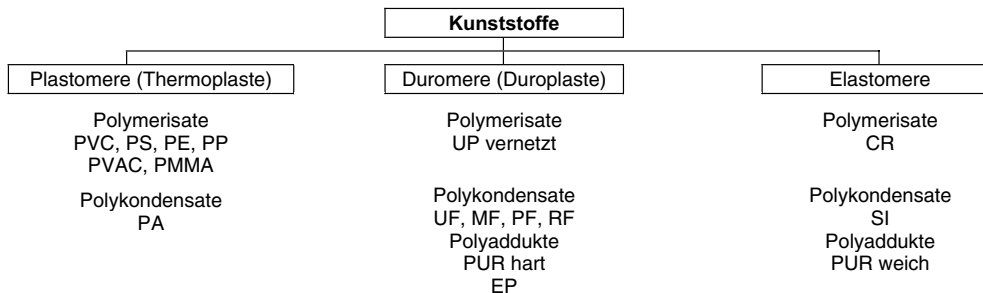 Kunststoffe
Plastomere (Thermoplaste)
Polymerisate
PVC, PS, PE, PP
PVAC, PMMA
Polykondensate
PA
Duromere (Duroplaste)
Polymerisate
UP vernetzt
Polykondensate
UF, MF, PF, RF
Polyaddukte
PUR hart
EP
Elastomere
Polymerisate
CR
Polykondensate
SI
Polyaddukte
PUR weich